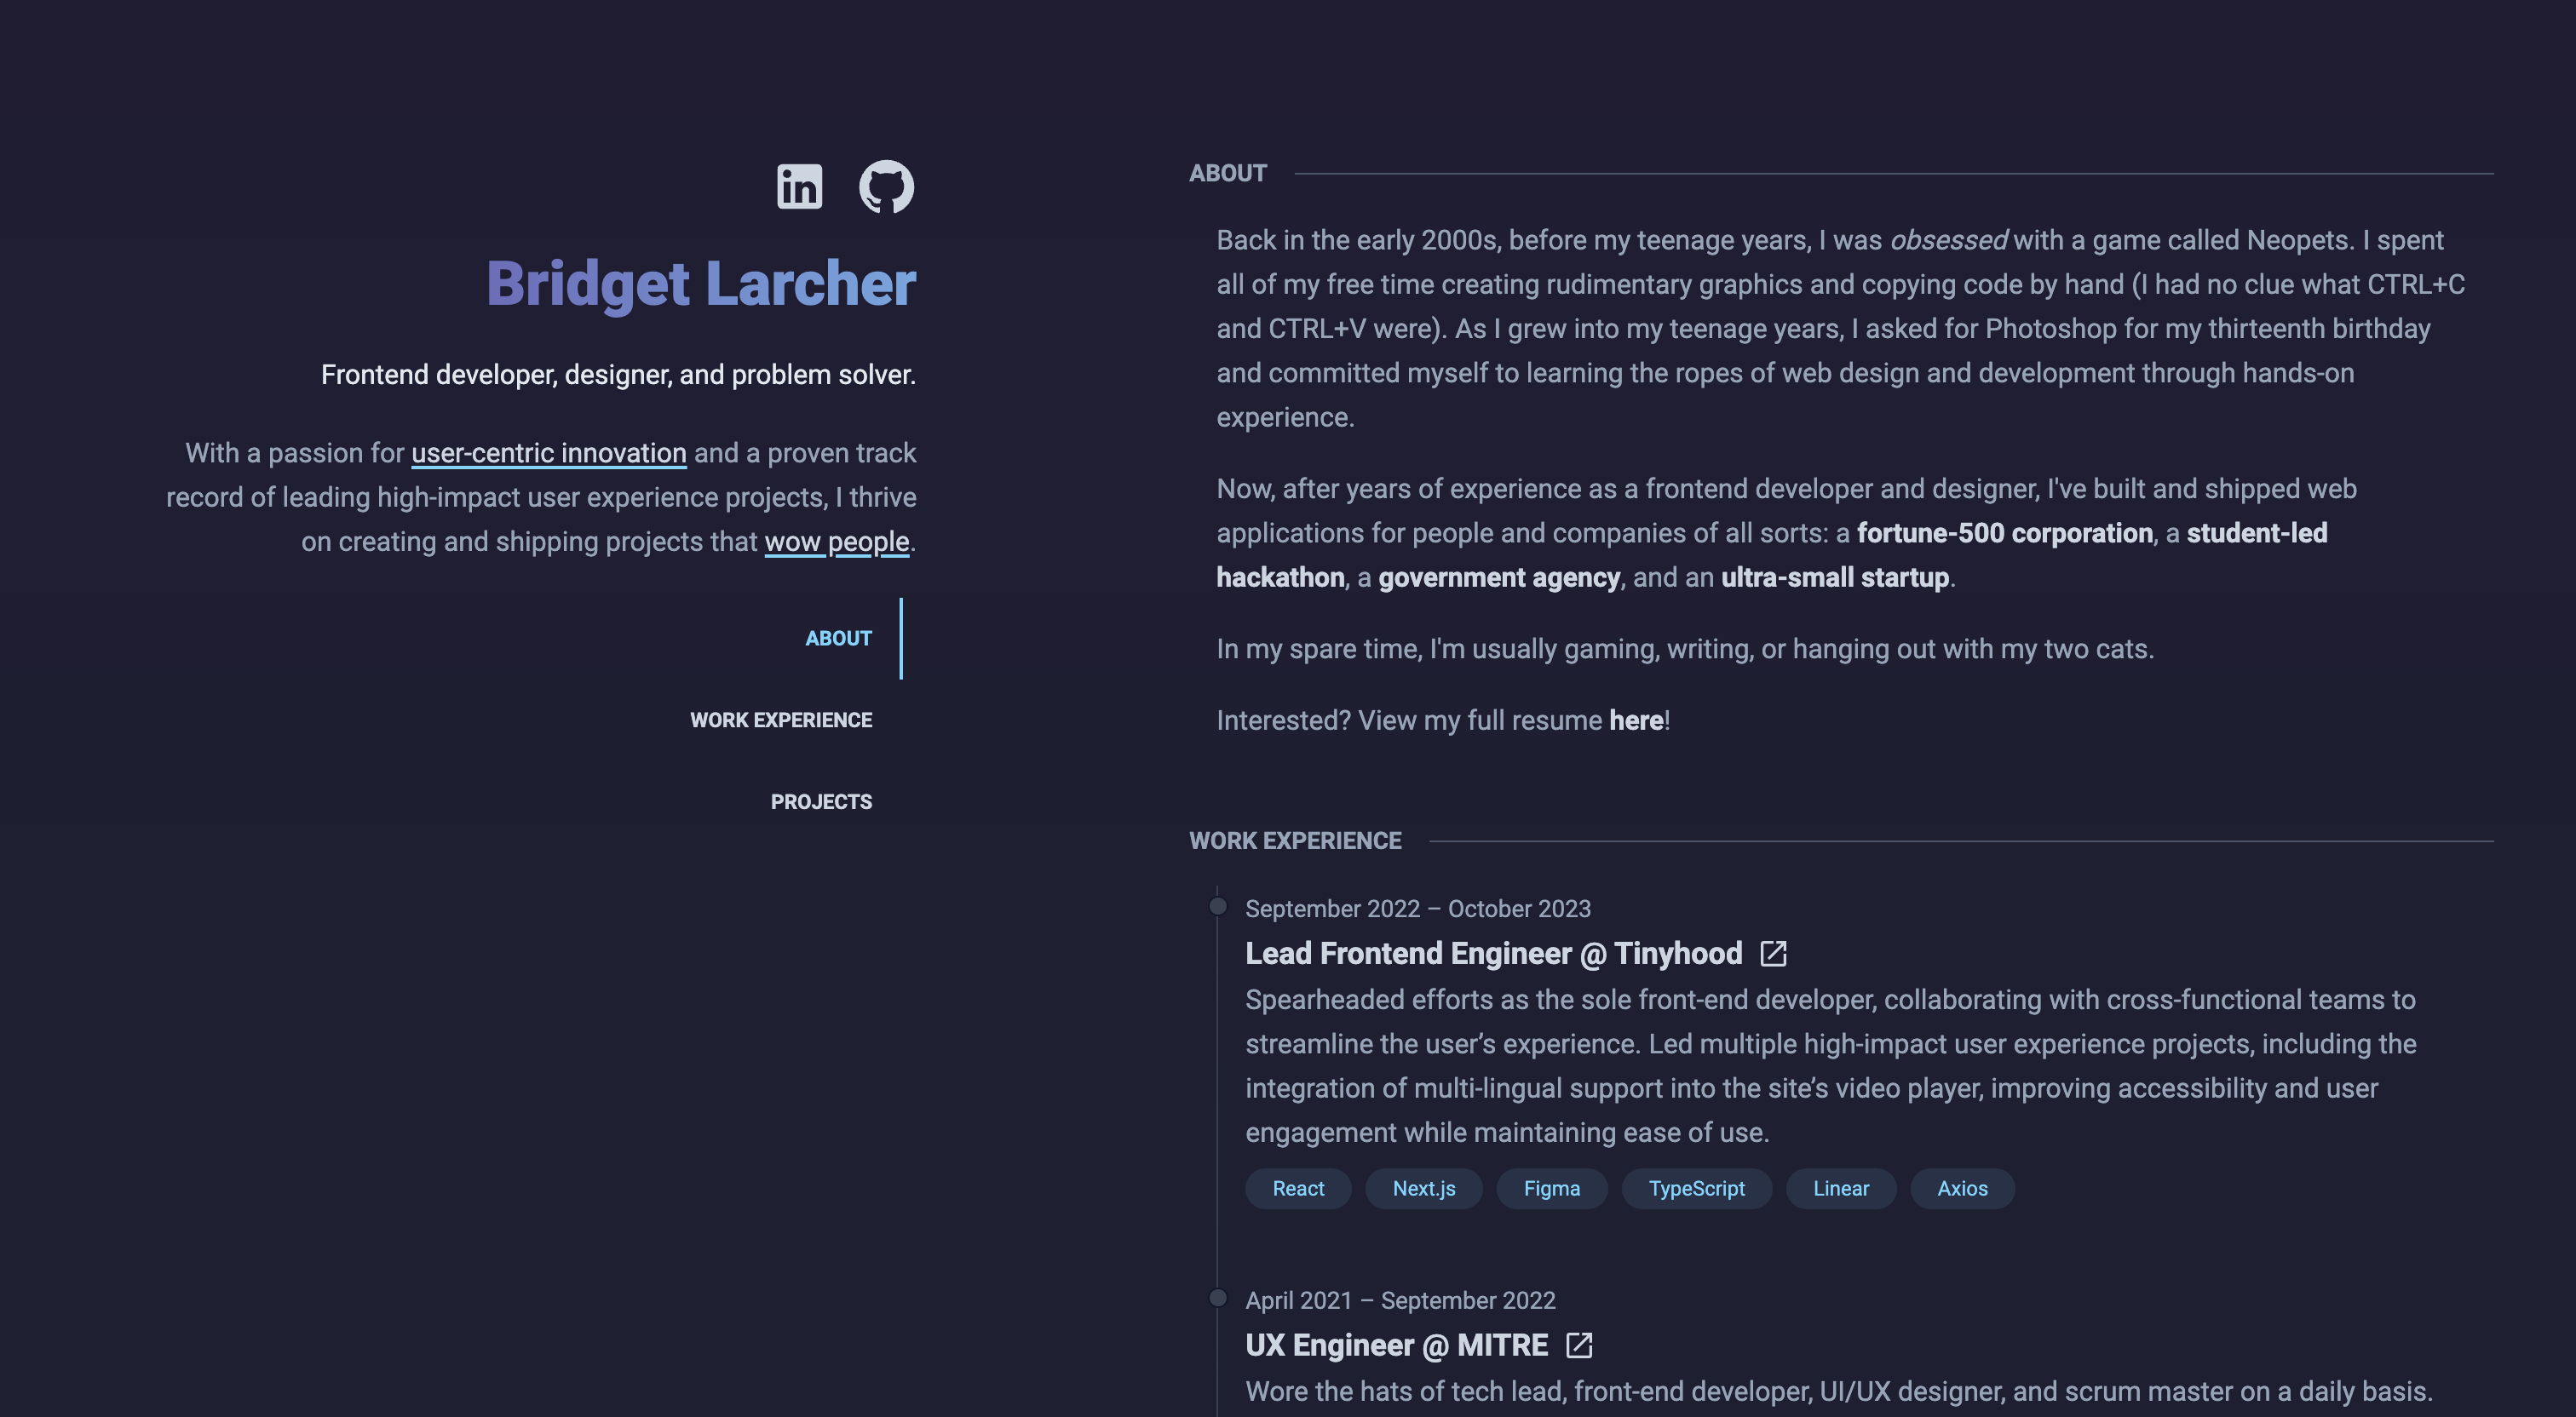 in
Bridget Larcher
Frontend developer, designer, and problem solver.
With a passion for user-centric innovation and a proven track
record of leading high-impact user experience projects, I thrive
on creating and shipping projects that wow people.
ABOUT
WORK EXPERIENCE
PROJECTS
ABOUT
Back in the early 2000s, before my teenage years, I was obsessed with a game called Neopets. I spent
all of my free time creating rudimentary graphics and copying code by hand (I had no clue what CTRL+C
and CTRL+V were). As I grew into my teenage years, I asked for Photoshop for my thirteenth birthday
and committed myself to learning the ropes of web design and development through hands-on
experience.
Now, after years of experience as a frontend developer and designer, I've built and shipped web
applications for people and companies of all sorts: a fortune-500 corporation, a student-led
hackathon, a government agency, and an ultra-small startup.
In my spare time, I'm usually gaming, writing, or hanging out with my two cats.
Interested? View my full resume here!
WORK EXPERIENCE
September 2022 – October 2023
Lead Frontend Engineer @ Tinyhood
Spearheaded efforts as the sole front-end developer, collaborating with cross-functional teams to
streamline the user’s experience. Led multiple high-impact user experience projects, including the
integration of multi-lingual support into the site’s video player, improving accessibility and user
engagement while maintaining ease of use.
React Next.js Figma TypeScript Linear Axios
April 2021 – September 2022
UX Engineer @ MITRE
Wore the hats of tech lead, front-end developer, UI/UX designer, and scrum master on a daily basis.